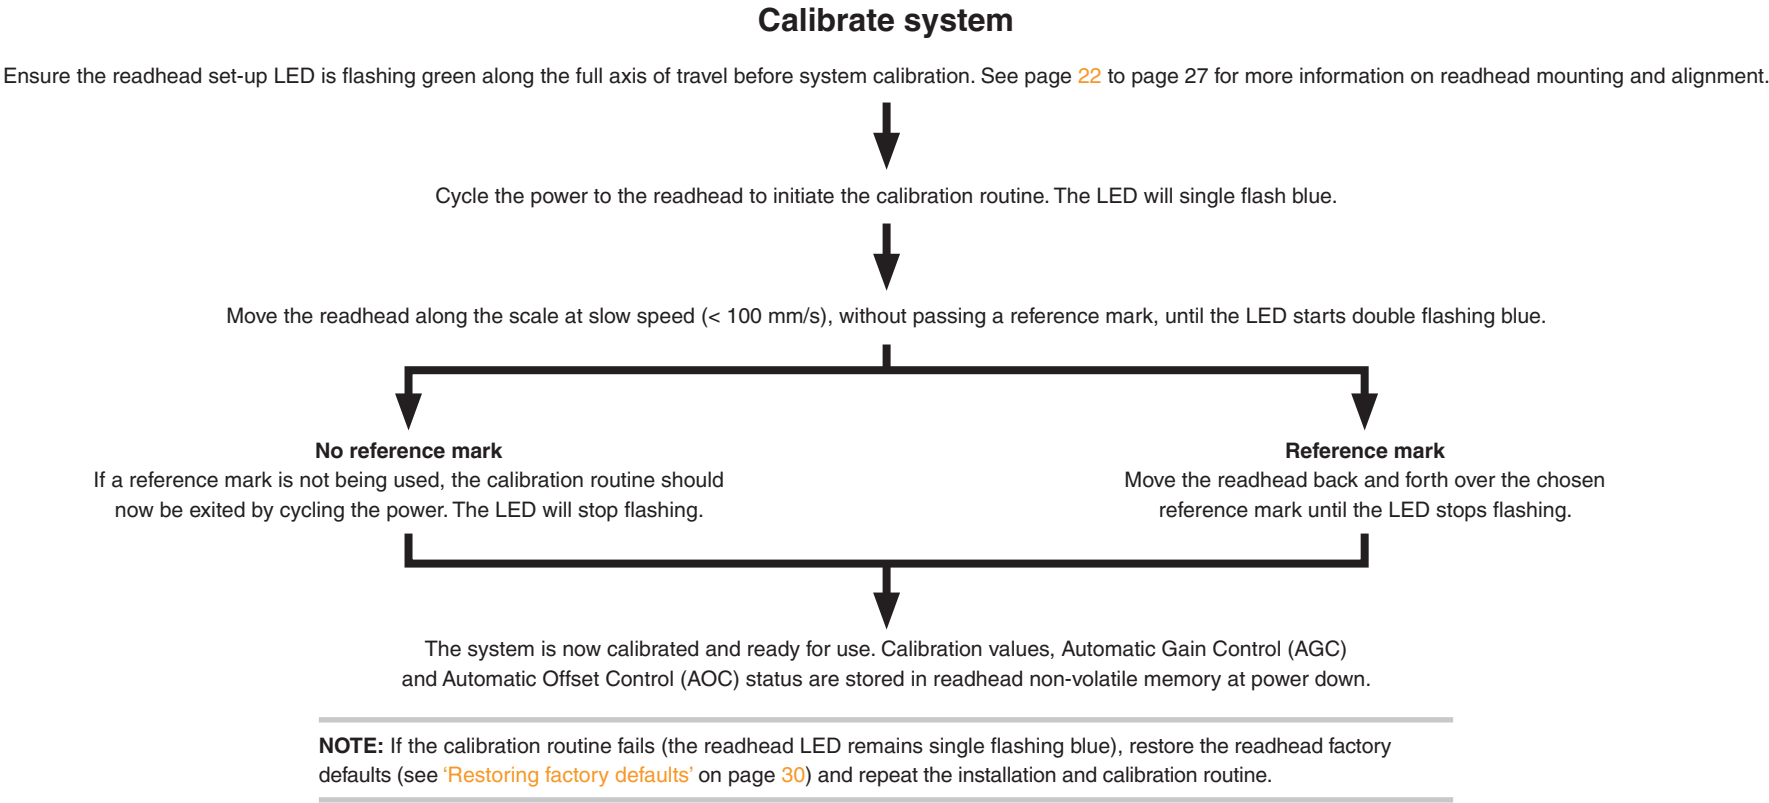 Calibrate system
Ensure the readhead set-up LED is flashing green along the full axis of travel before system calibration. See page 22 to page 27 for more information on readhead mounting and alignment.
Cycle the power to the readhead to initiate the calibration routine. The LED will single flash blue.
Move the readhead along the scale at slow speed (< 100 mm/s), without passing a reference mark, until the LED starts double flashing blue.
No reference mark
If a reference mark is not being used, the calibration routine should
now be exited by cycling the power. The LED will stop flashing.
Reference mark
Move the readhead back and forth over the chosen
reference mark until the LED stops flashing.
The system is now calibrated and ready for use. Calibration values, Automatic Gain Control (AGC)
and Automatic Offset Control (AOC) status are stored in readhead non-volatile memory at power down.
NOTE: If the calibration routine fails (the readhead LED remains single flashing blue), restore the readhead factory
defaults (see ‘Restoring factory defaults’ on page 30) and repeat the installation and calibration routine.